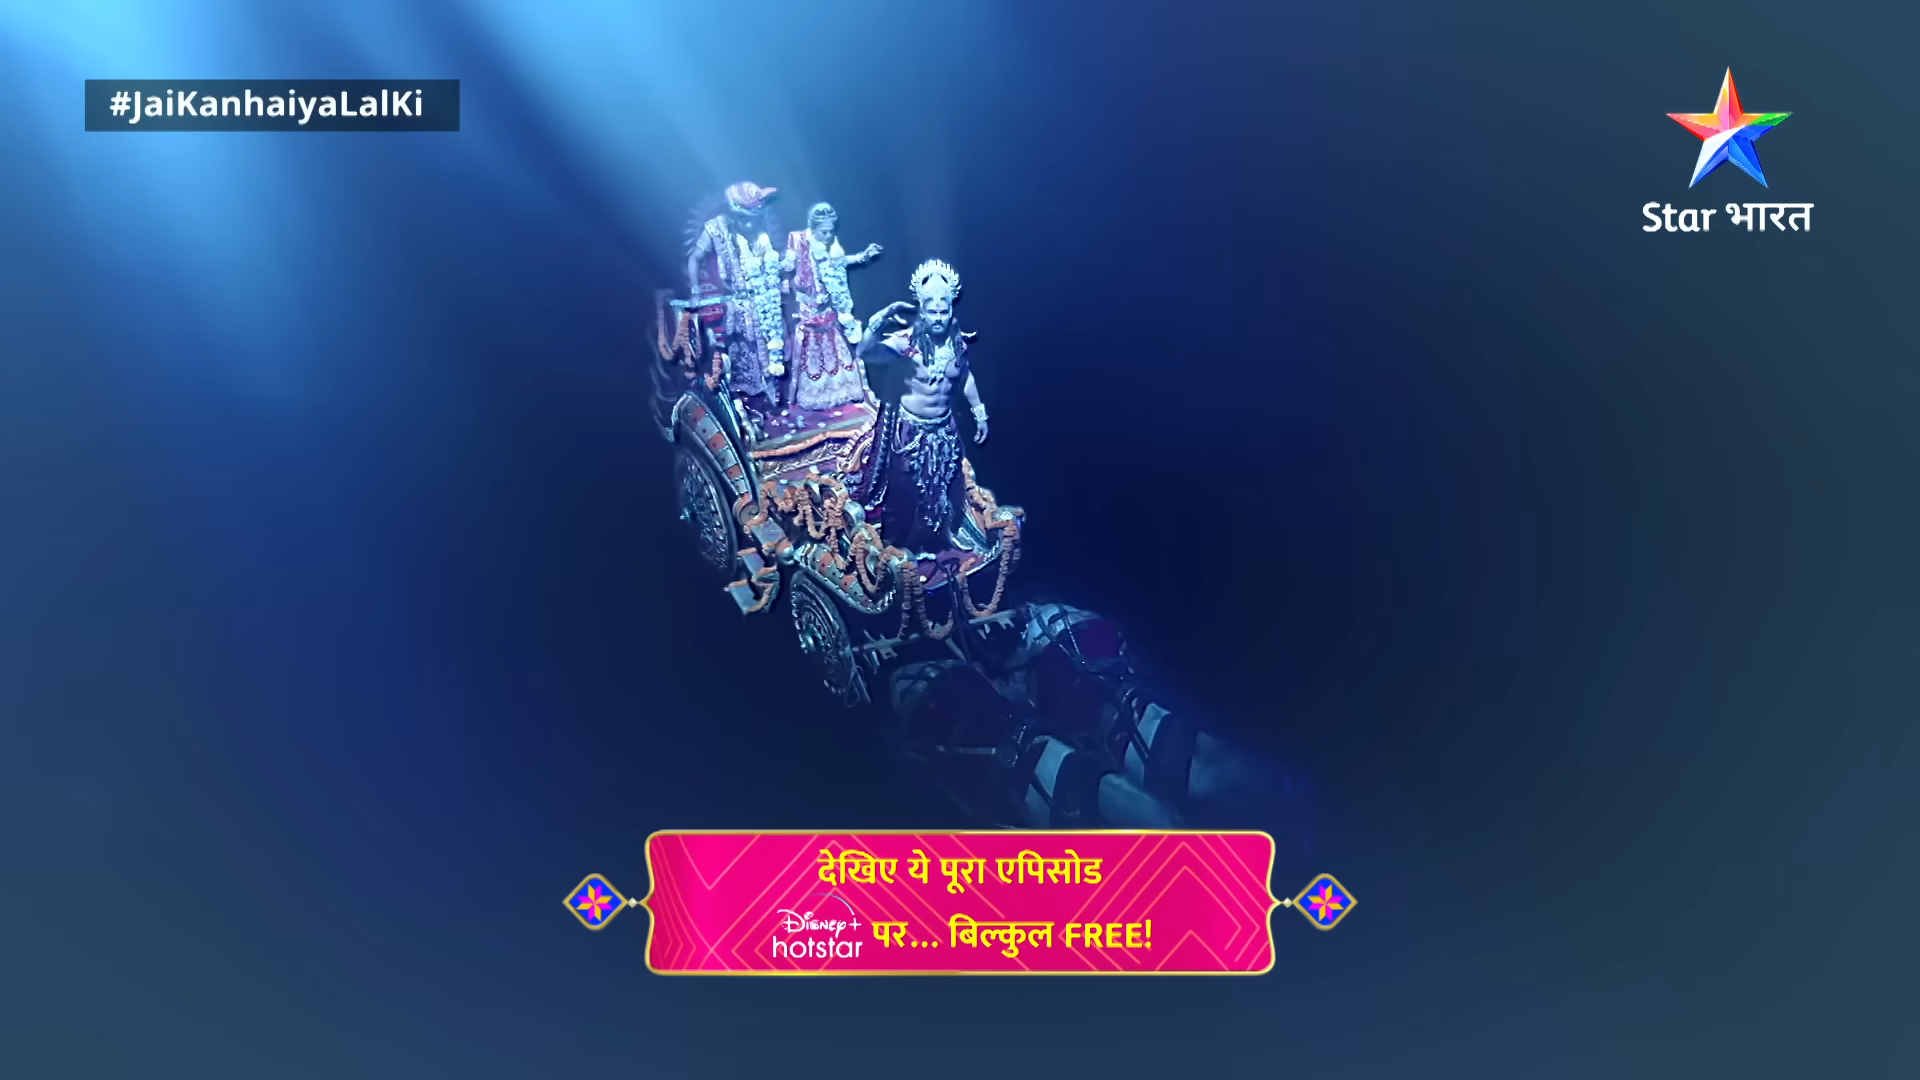 #JaiKanhaiyaLalKi
Star भारत
देखिए ये पूरा एपिसोड
Disney+ hotstar पर... बिल्कुल FREE!